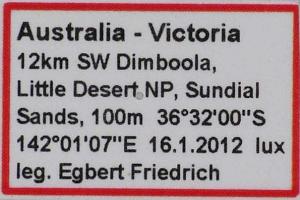 Australia - Victoria
12km SW Dimboola,
Little Desert NP, Sundial
Sands, 100m 36°32'00"S
142°01'07"E 16.1.2012 lux
leg. Egbert Friedrich